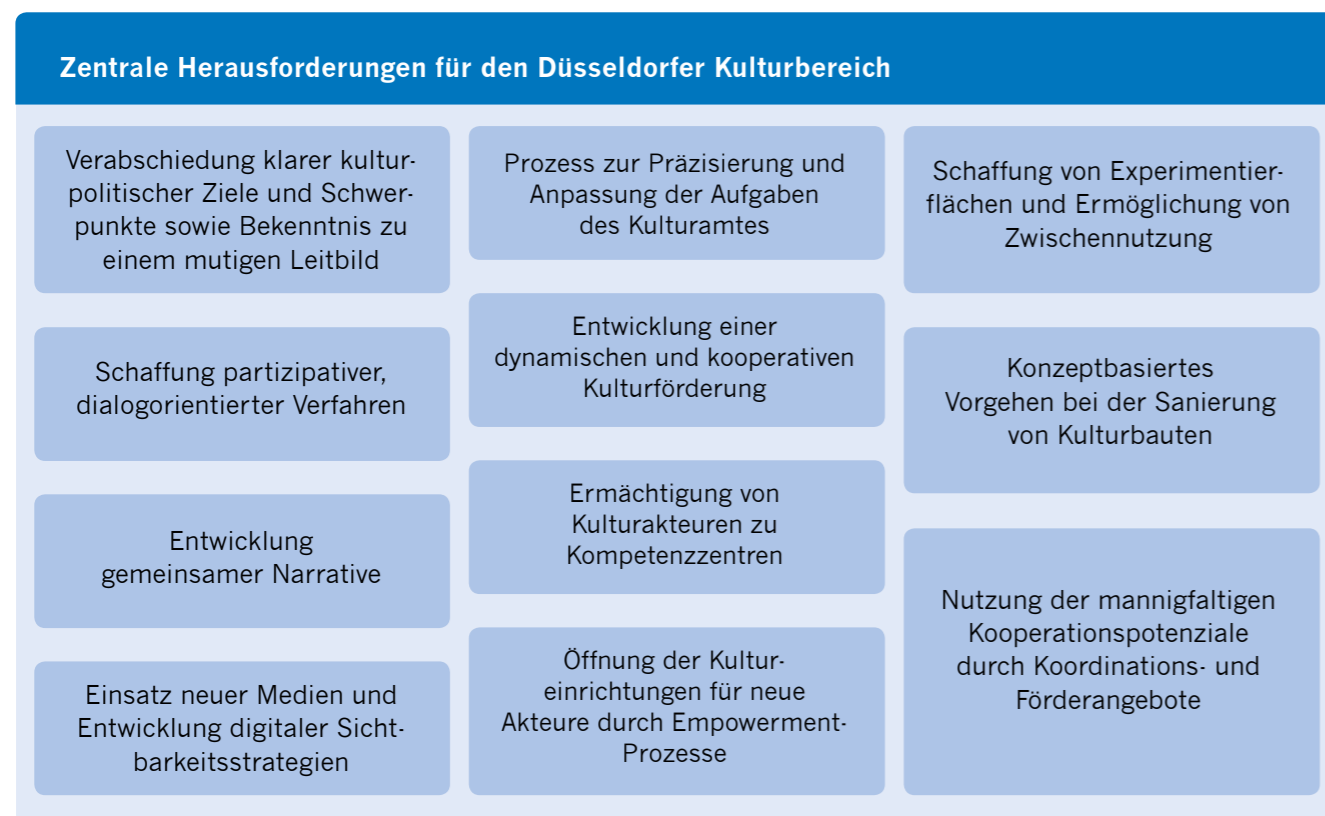 Zentrale Herausforderungen für den Düsseldorfer Kulturbereich
Verabschiedung klarer kultur-
politischer Ziele und Schwer-
punkte sowie Bekenntnis zu
einem mutigen Leitbild
Schaffung partizipativer,
dialogorientierter Verfahren
Entwicklung
gemeinsamer Narrative
Einsatz neuer Medien und
Entwicklung digitaler Sicht-
barkeitsstrategien
Prozess zur Präzisierung und
Anpassung der Aufgaben
des Kulturamtes
Entwicklung einer
dynamischen und kooperativen
Kulturförderung
Ermächtigung von
Kulturakteuren zu
Kompetenzzentren
Öffnung der Kultur-
einrichtungen für neue
Akteure durch Empowerment-
Prozesse
Schaffung von Experimentier-
flächen und Ermöglichung von
Zwischennutzung
Konzeptbasiertes
Vorgehen bei der Sanierung
von Kulturbauten
Nutzung der mannigfaltigen
Kooperationspotenziale
durch Koordinations- und
Förderangebote